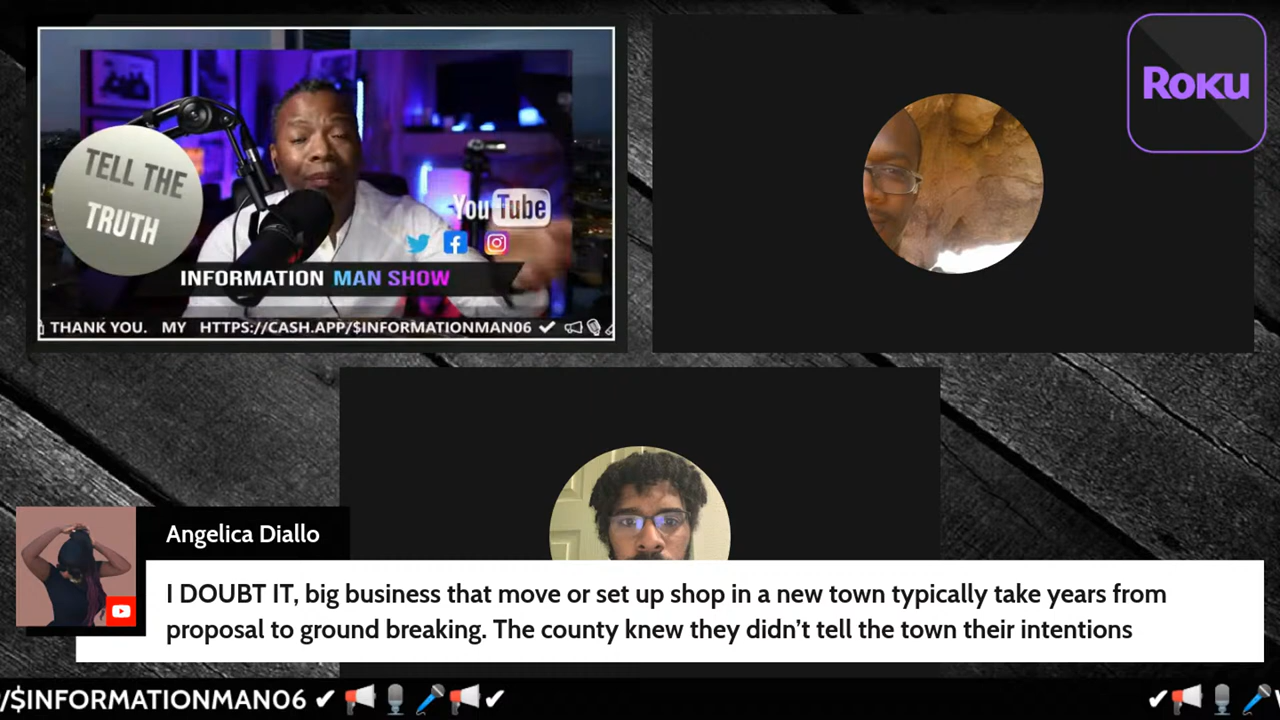 ROKU
TELL THE
TRUTH
YouTube
INFORMATION MAN SHOW
THANK YOU. MY HTTPS://CASH.APP/$INFORMATIONMAN06 ✔
Angelica Diallo
I DOUBT IT, big business that move or set up shop in a new town typically take years from
proposal to ground breaking. The county knew they didn’t tell the town their intentions
/$INFORMATIONMAN06 ✔ ✔ ✔